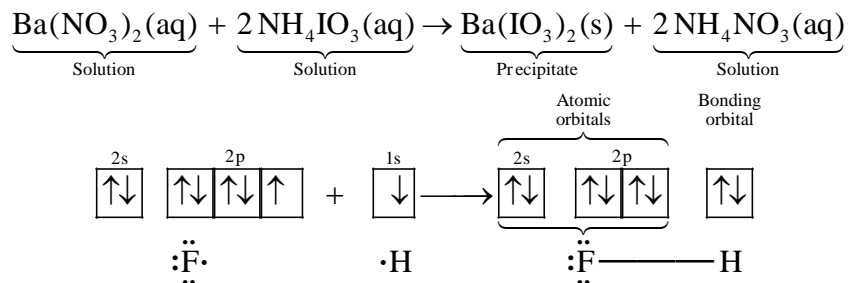 Ba(NO₃)₂(aq) + 2 NH₄IO₃(aq) → Ba(IO₃)₂(s) + 2 NH₄NO₃(aq)
Solution Solution Precipitate Solution
Atomic orbitals Bonding orbital
2s 2p 1s 2s 2p
↑↓ ↑↓ ↑↓ ↑ + ↓ ⟶ ↑↓ ↑↓ ↑↓ ↑↓
:F· ·H :F—H